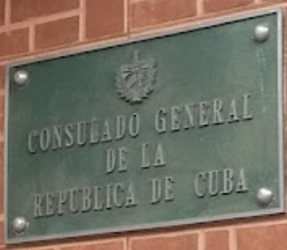 CONSULADO GENERAL
DE LA
REPUBLICA DE CUBA